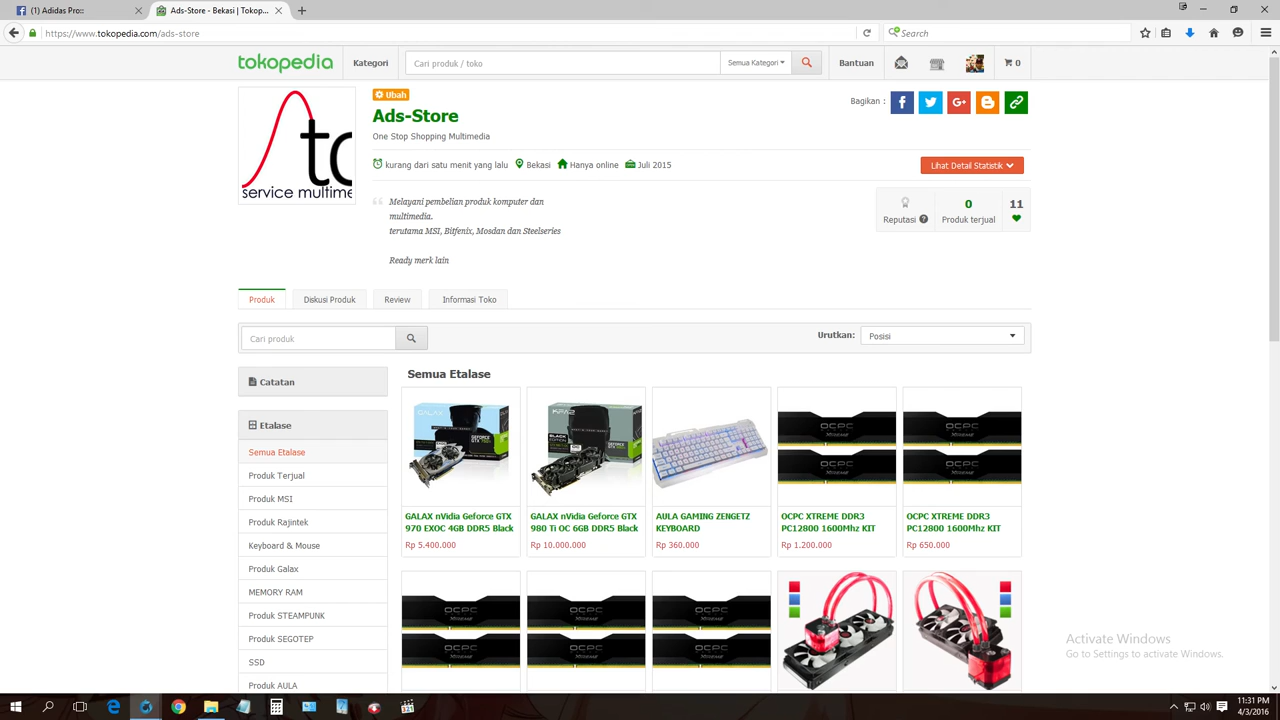 (1) Adidas Pro::
Ads-Store - Bekasi | Tokop...
https://www.tokopedia.com/ads-store
Search
tokopedia
Kategori
Cari produk / toko
Semua Kategori
Bantuan
0
Ubah
Ads-Store
One Stop Shopping Multimedia
Bagikan :
kurang dari satu menit yang lalu
Bekasi
Hanya online
Juli 2015
Lihat Detail Statistik
Melayani pembelian produk komputer dan
multimedia.
terutama MSI, Bitfenix, Mosdan dan Steelseries
Ready merk lain
Reputasi
0
Produk terjual
11
service multime
Produk
Diskusi Produk
Review
Informasi Toko
Cari produk
Urutkan:
Posisi
Catatan
Etalase
Semua Etalase
Produk Terjual
Produk MSI
Produk Rajintek
Keyboard & Mouse
Produk Galax
MEMORY RAM
Produk STEAMPUNK
Produk SEGOTEP
SSD
Produk AULA
Semua Etalase
GALAX nVidia Geforce GTX
970 EXOC 4GB DDR5 Black
Rp 5.400.000
GALAX nVidia Geforce GTX
980 Ti OC 6GB DDR5 Black
Rp 10.000.000
AULA GAMING ZENGETZ
KEYBOARD
Rp 360.000
OCPC XTREME DDR3
PC12800 1600Mhz KIT
Rp 1.200.000
OCPC XTREME DDR3
PC12800 1600Mhz KIT
Rp 650.000
Activate Windows
Go to Settings to activate Windows.
11:31 PM
4/3/2016